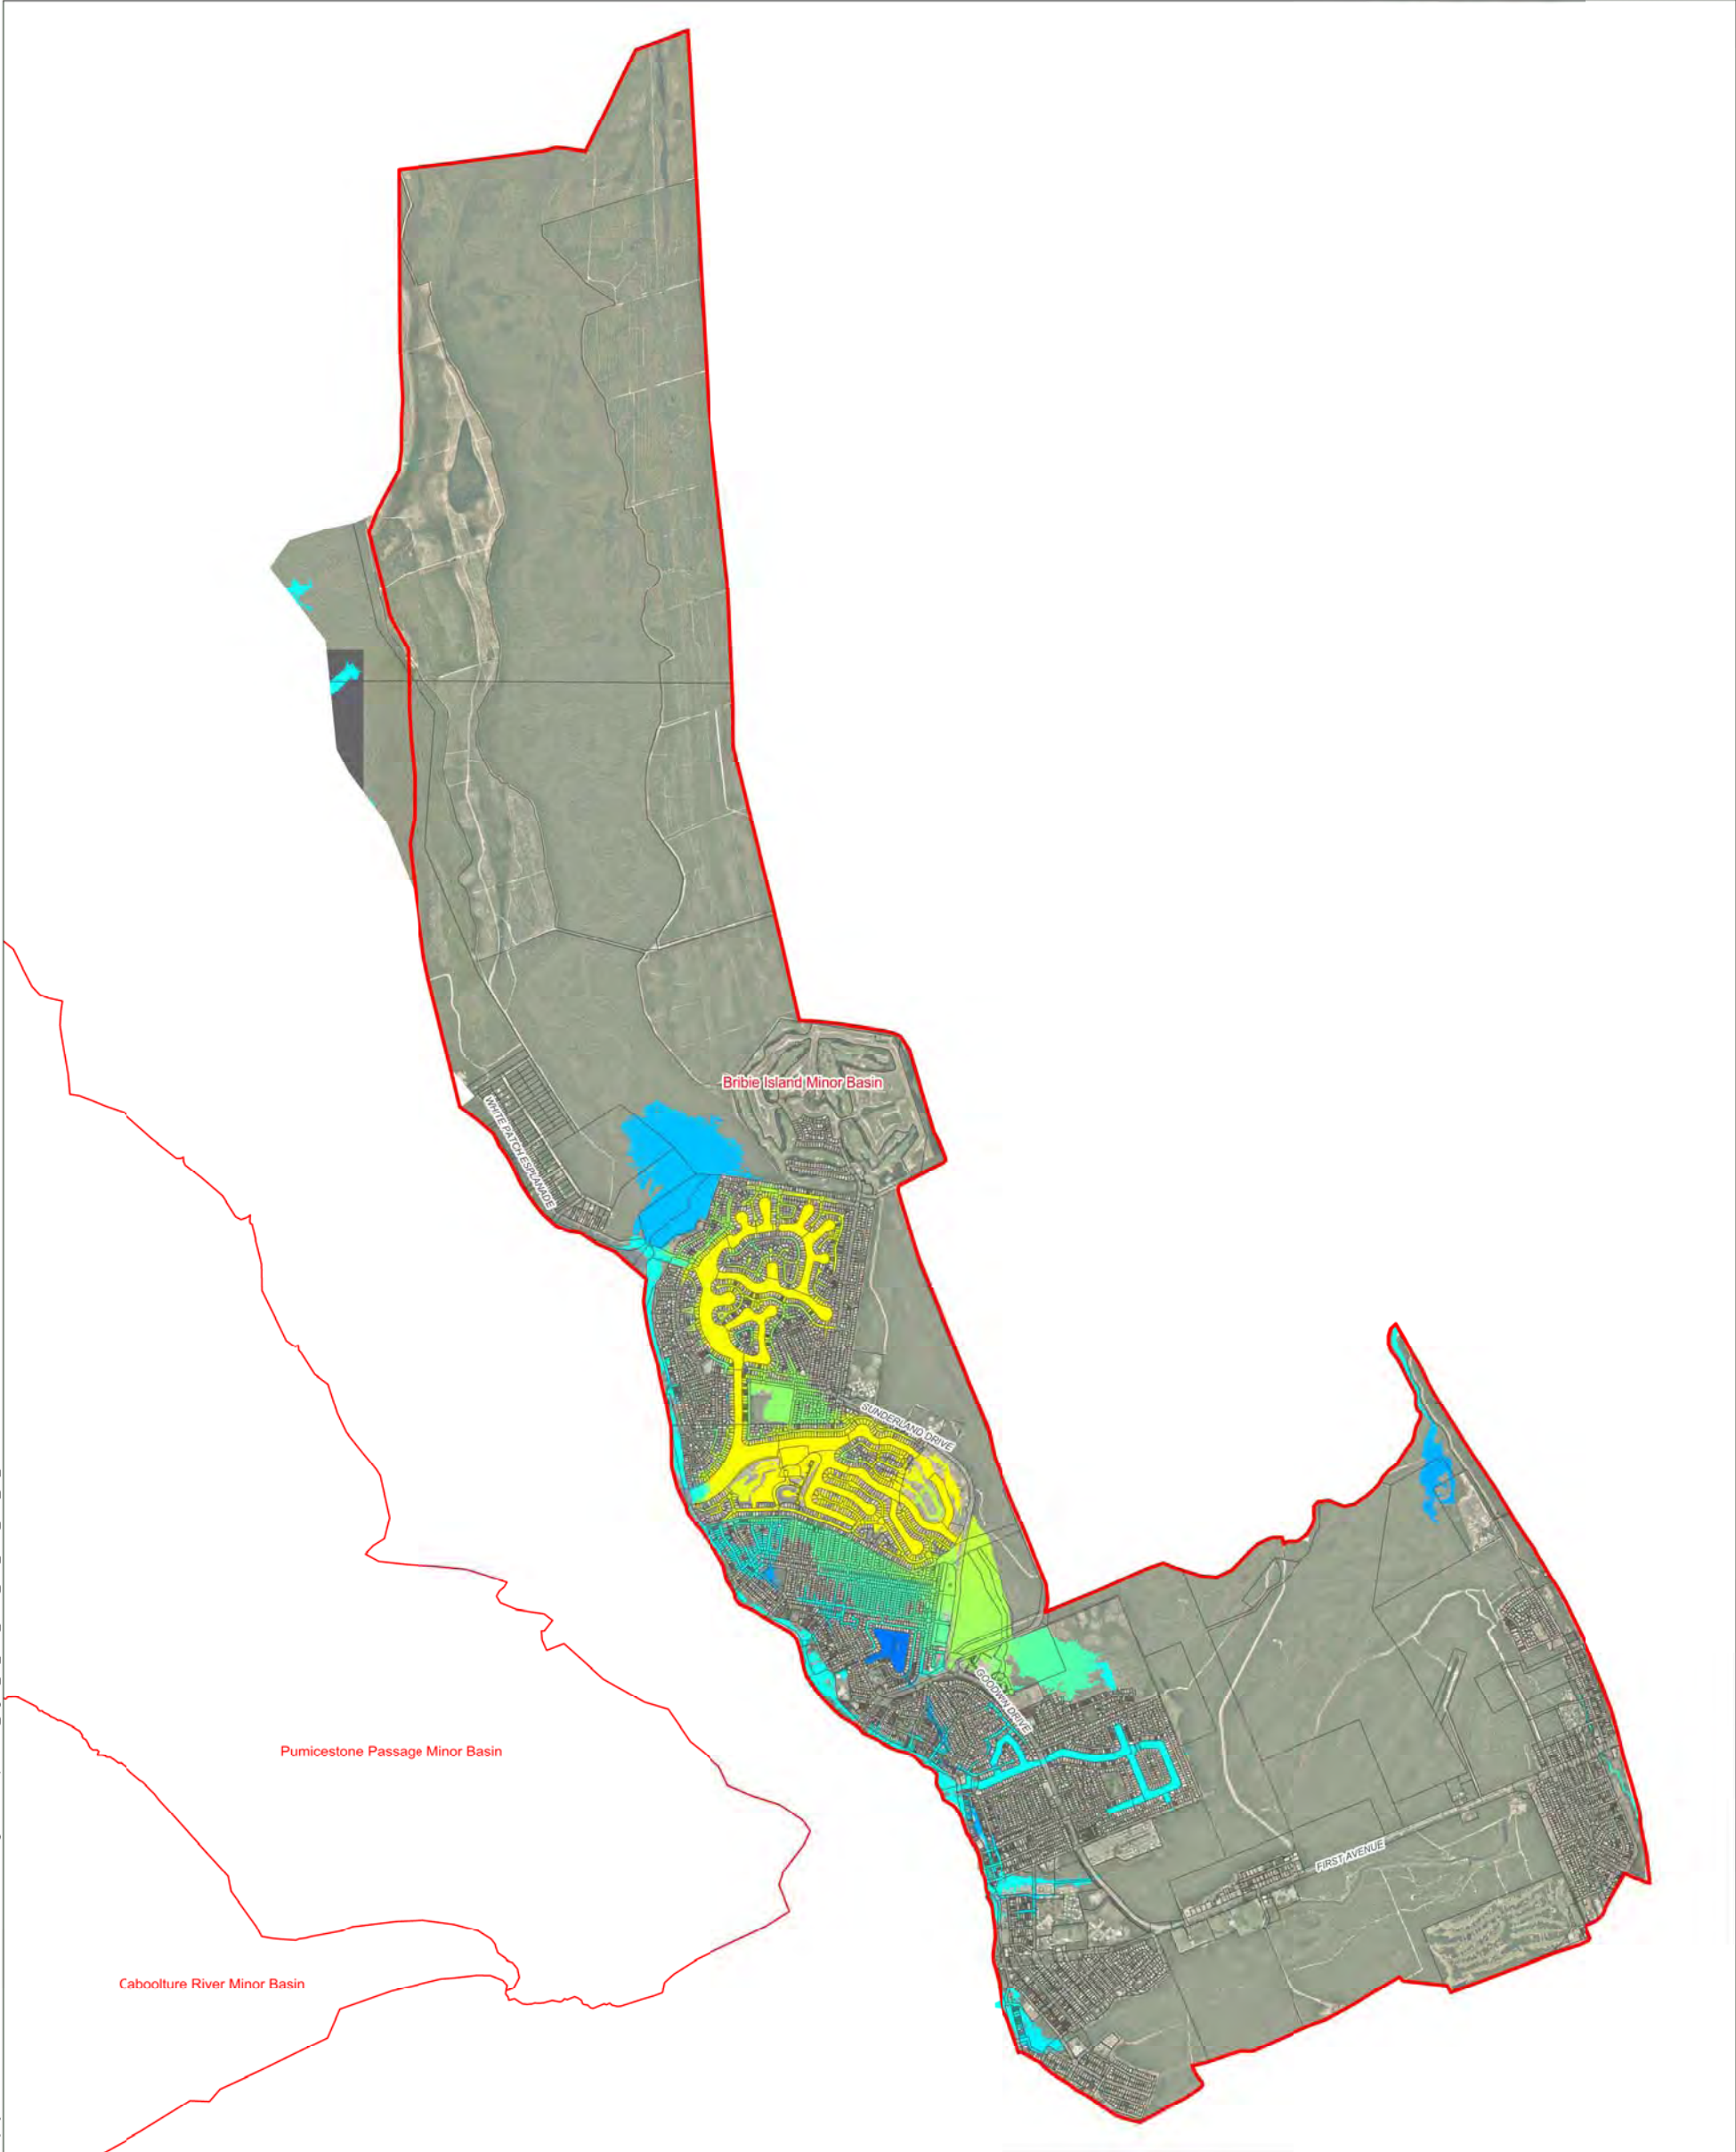 Bribie Island Minor Basin
WHITE PATCH ESPLANADE
SUNDERLAND DRIVE
GOODWIN DRIVE
Pumicestone Passage Minor Basin
FIRST AVENUE
Caboolture River Minor Basin